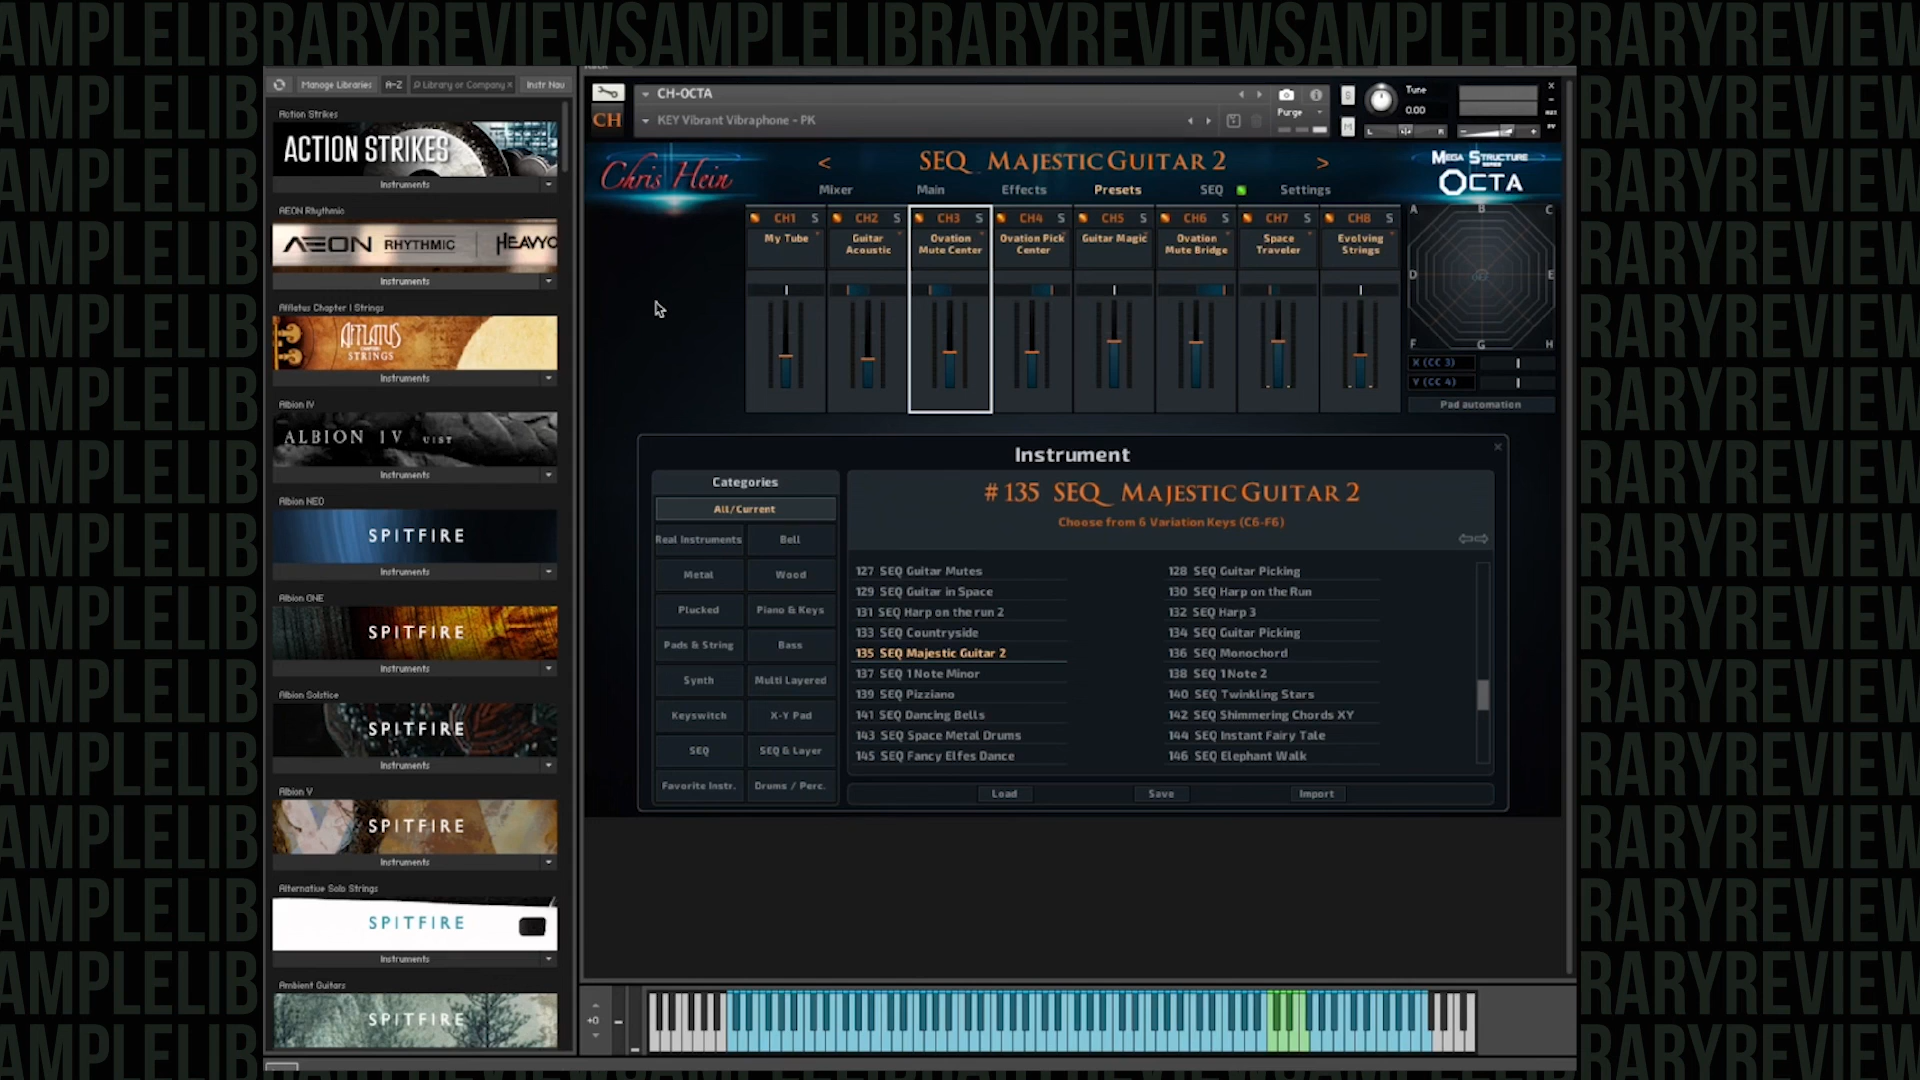 AMPLELIBRARYREVIEWSAMPLELIBRARYREVIEWSAMPLELIBRARYREVIEW
Manage Libraries A-Z Library or Company x Instr Nav
Action Strikes
ACTION STRIKES
Instruments
AEON Rhythmic
AEON RHYTHMIC HEAVYO
Instruments
Afflatus Chapter I Strings
AFFLATUS
STRINGS
Instruments
Albion IV
ALBION IV UIST
Instruments
Albion NEO
SPITFIRE
Instruments
Albion ONE
SPITFIRE
Instruments
Albion Solstice
SPITFIRE
Instruments
Albion V
SPITFIRE
Instruments
Alternative Solo Strings
SPITFIRE
Instruments
Ambient Guitars
SPITFIRE
CH-OCTA
CH KEY Vibrant Vibraphone - PK
Purge
S
M
Tune
0.00
L R
Chris Hein
< SEQ Majestic Guitar 2 >
Mega Structure
SERIES
OCTA
Mixer Main Effects Presets SEQ Settings
CH1 S CH2 S CH3 S CH4 S CH5 S CH6 S CH7 S CH8 S
My Tube
Guitar Acoustic
Ovation Mute Center
Ovation Pick Center
Guitar Magic
Ovation Mute Bridge
Space Traveler
Evolving Strings
A B C
D E
F G H
X (CC 3)
Y (CC 4)
Pad automation
Instrument
Categories
All/Current
Real Instruments Bell
Metal Wood
Plucked Piano & Keys
Pads & String Bass
Synth Multi Layered
Keyswitch X-Y Pad
SEQ SEQ & Layer
Favorite Instr. Drums / Perc.
# 135 SEQ Majestic Guitar 2
Choose from 6 Variation Keys (C6-F6)
127 SEQ Guitar Mutes 128 SEQ Guitar Picking
129 SEQ Guitar in Space 130 SEQ Harp on the Run
131 SEQ Harp on the run 2 132 SEQ Harp 3
133 SEQ Countryside 134 SEQ Guitar Picking
135 SEQ Majestic Guitar 2 136 SEQ Monochord
137 SEQ 1 Note Minor 138 SEQ 1 Note 2
139 SEQ Pizziano 140 SEQ Twinkling Stars
141 SEQ Dancing Bells 142 SEQ Shimmering Chords XY
143 SEQ Space Metal Drums 144 SEQ Instant Fairy Tale
145 SEQ Fancy Elfes Dance 146 SEQ Elephant Walk
Load Save Import
+0